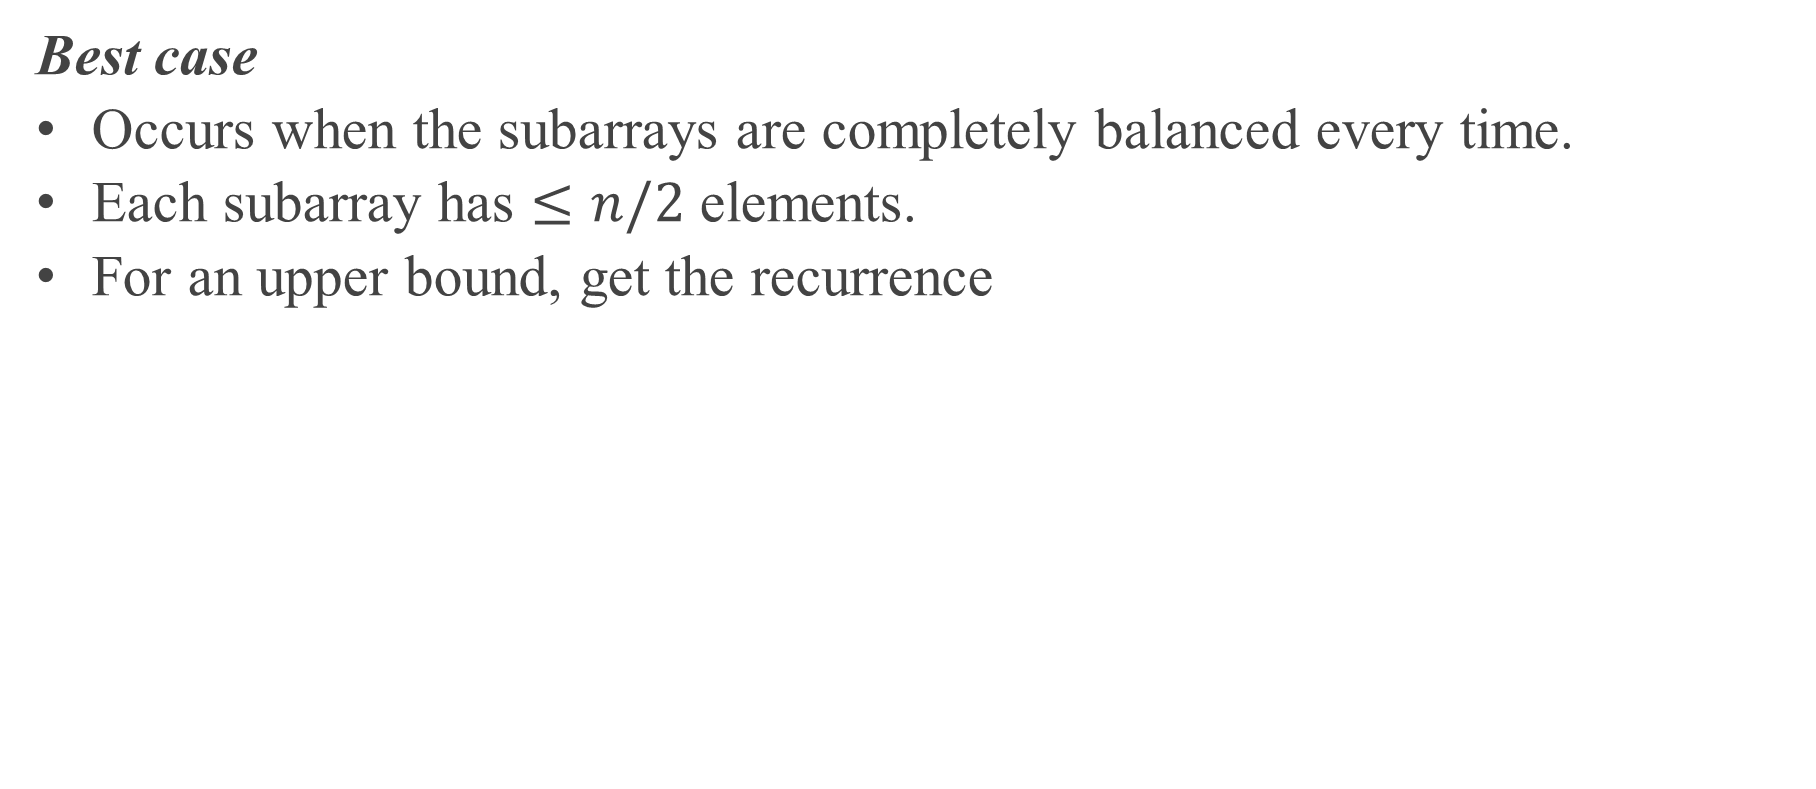 Best case
• Occurs when the subarrays are completely balanced every time.
• Each subarray has ≤ n/2 elements.
• For an upper bound, get the recurrence